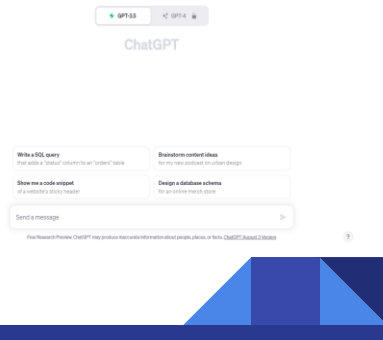 GPT-3.5
GPT-4
ChatGPT
Write a SQL query
that adds a "status" column to an "orders" table
Brainstorm content ideas
for my new podcast on urban design
Show me a code snippet
of a website's sticky header
Design a database schema
for an online merch store
Send a message
Free Research Preview. ChatGPT may produce inaccurate information about people, places, or facts. ChatGPT August 3 Version
?